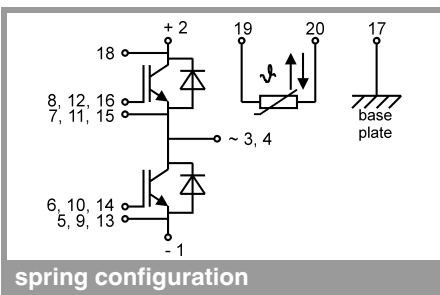 + 2
19
20
17
18
8, 12, 16
7, 11, 15
ϑ
base
plate
~ 3, 4
6, 10, 14
5, 9, 13
- 1
spring configuration